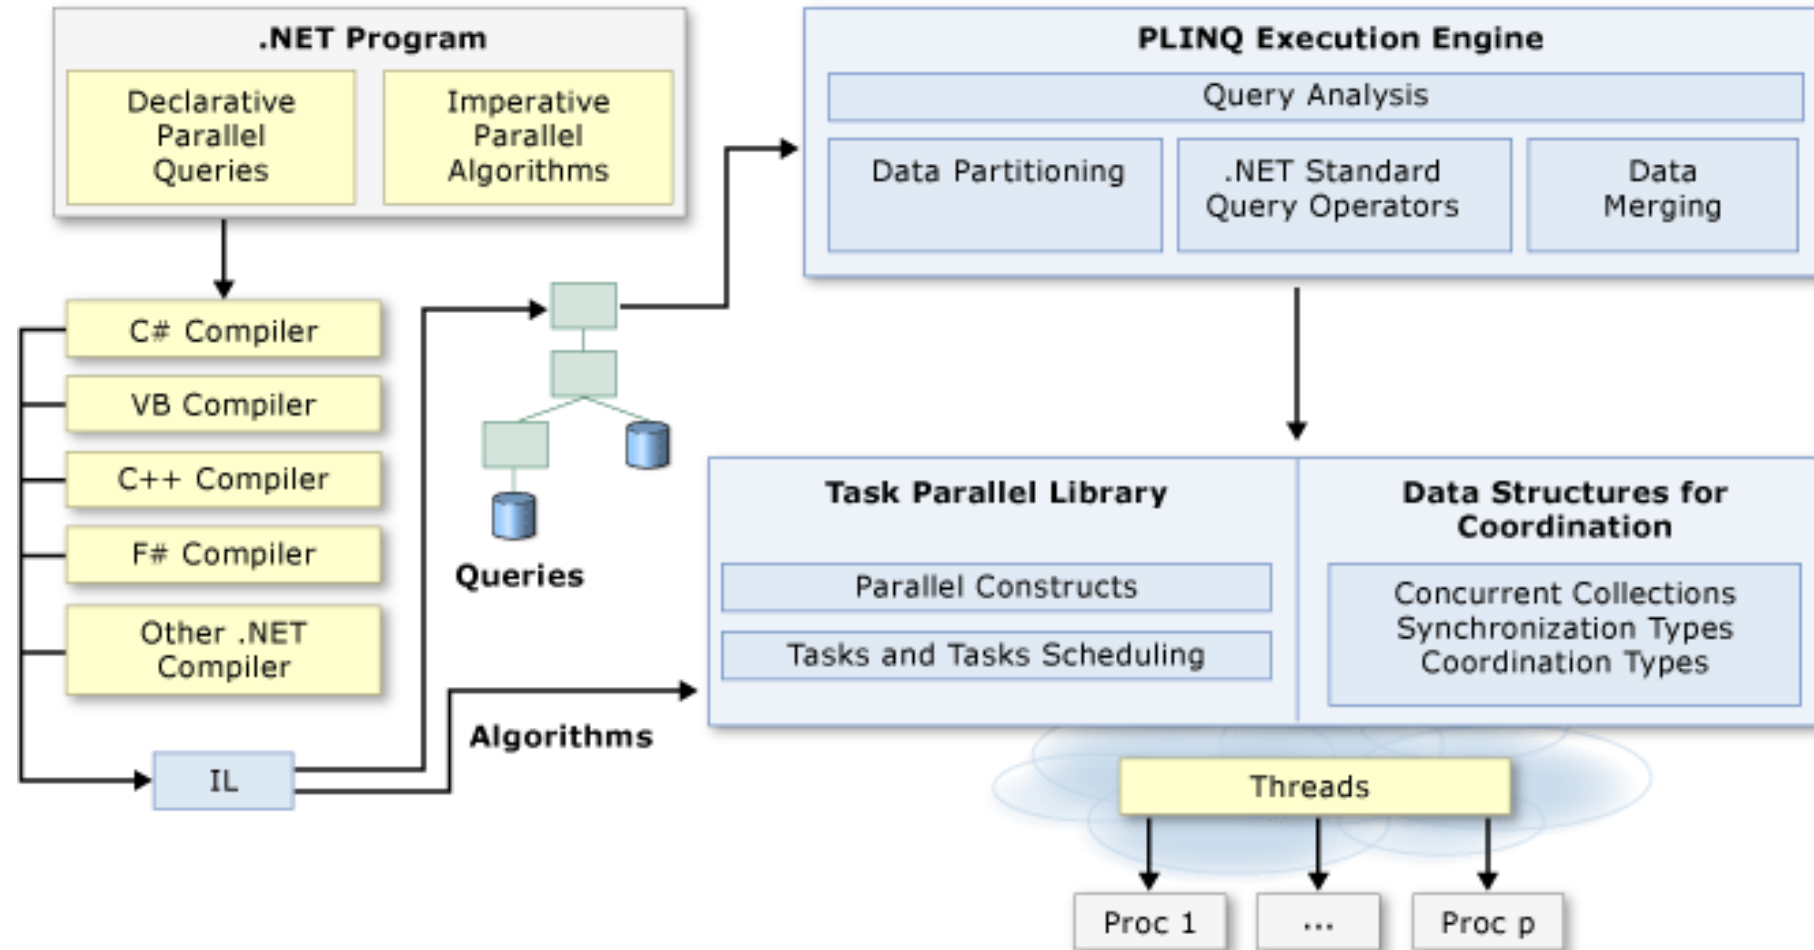 .NET Program
Declarative
Parallel
Queries
Imperative
Parallel
Algorithms
PLINQ Execution Engine
Query Analysis
Data Partitioning
.NET Standard
Query Operators
Data
Merging
C# Compiler
VB Compiler
C++ Compiler
F# Compiler
Other .NET
Compiler
IL
Queries
Algorithms
Task Parallel Library
Parallel Constructs
Tasks and Tasks Scheduling
Data Structures for
Coordination
Concurrent Collections
Synchronization Types
Coordination Types
Threads
Proc 1
...
Proc p